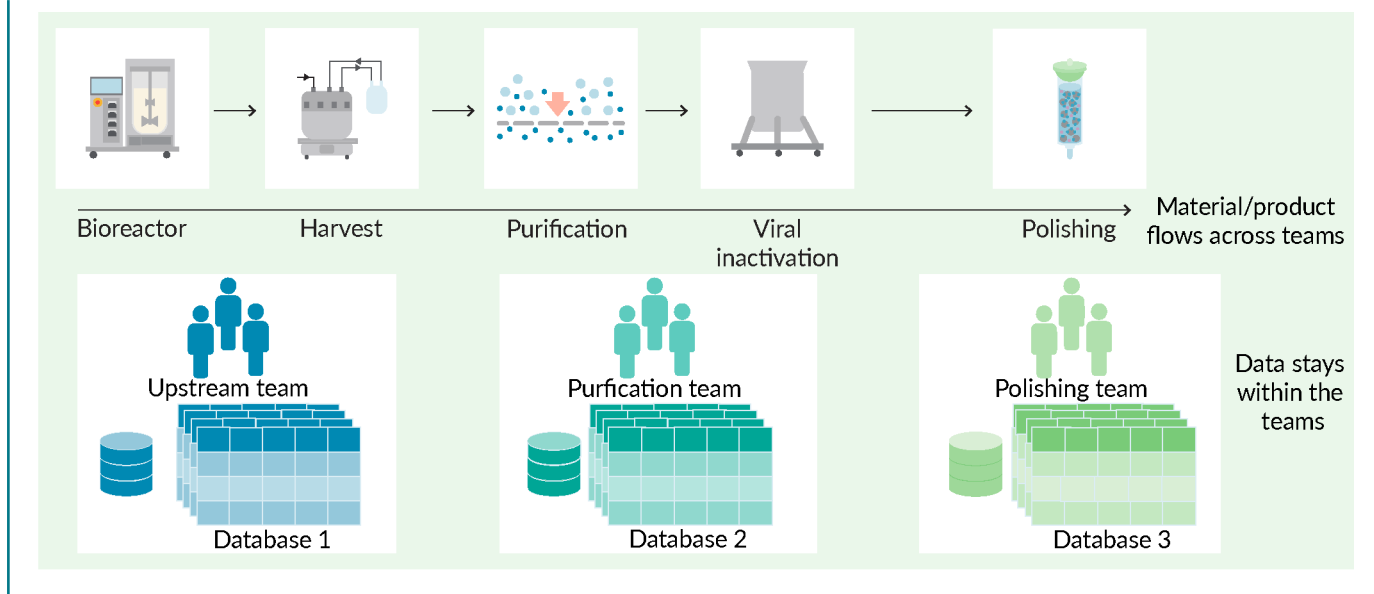 Bioreactor
Harvest
Purification
Viral
inactivation
Polishing
Material/product
flows across teams
Upstream team
Database 1
Purfication team
Database 2
Polishing team
Database 3
Data stays
within the
teams